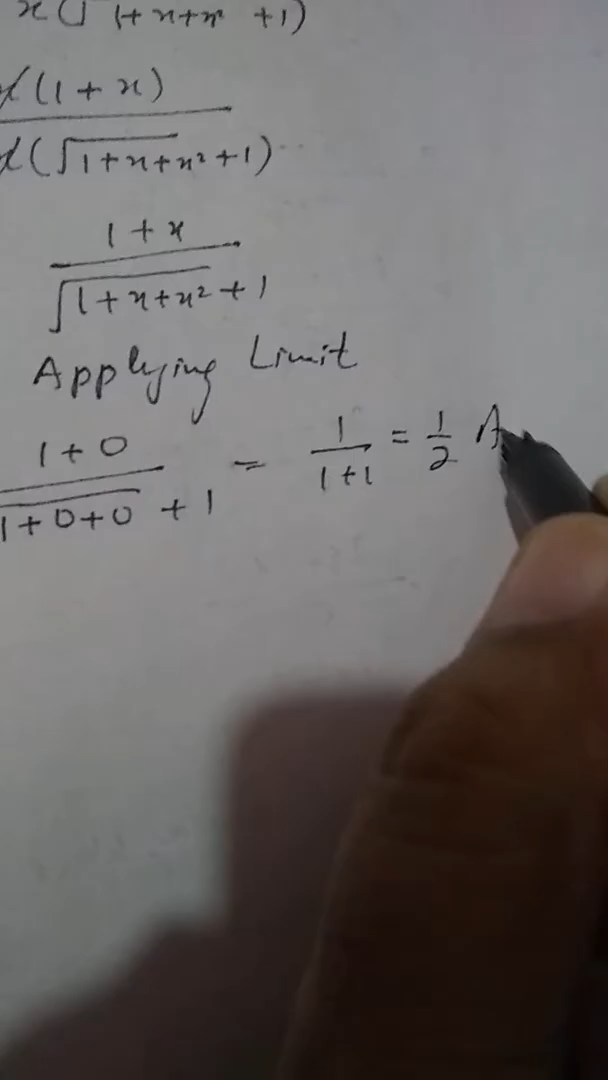 x(√1+x+x² +1)
x(1+x)
x(√1+x+x²+1)
1+x
√1+x+x² + 1
Applying Limit
1+0
1+0+0 + 1
= 1/1+1 = 1/2 A